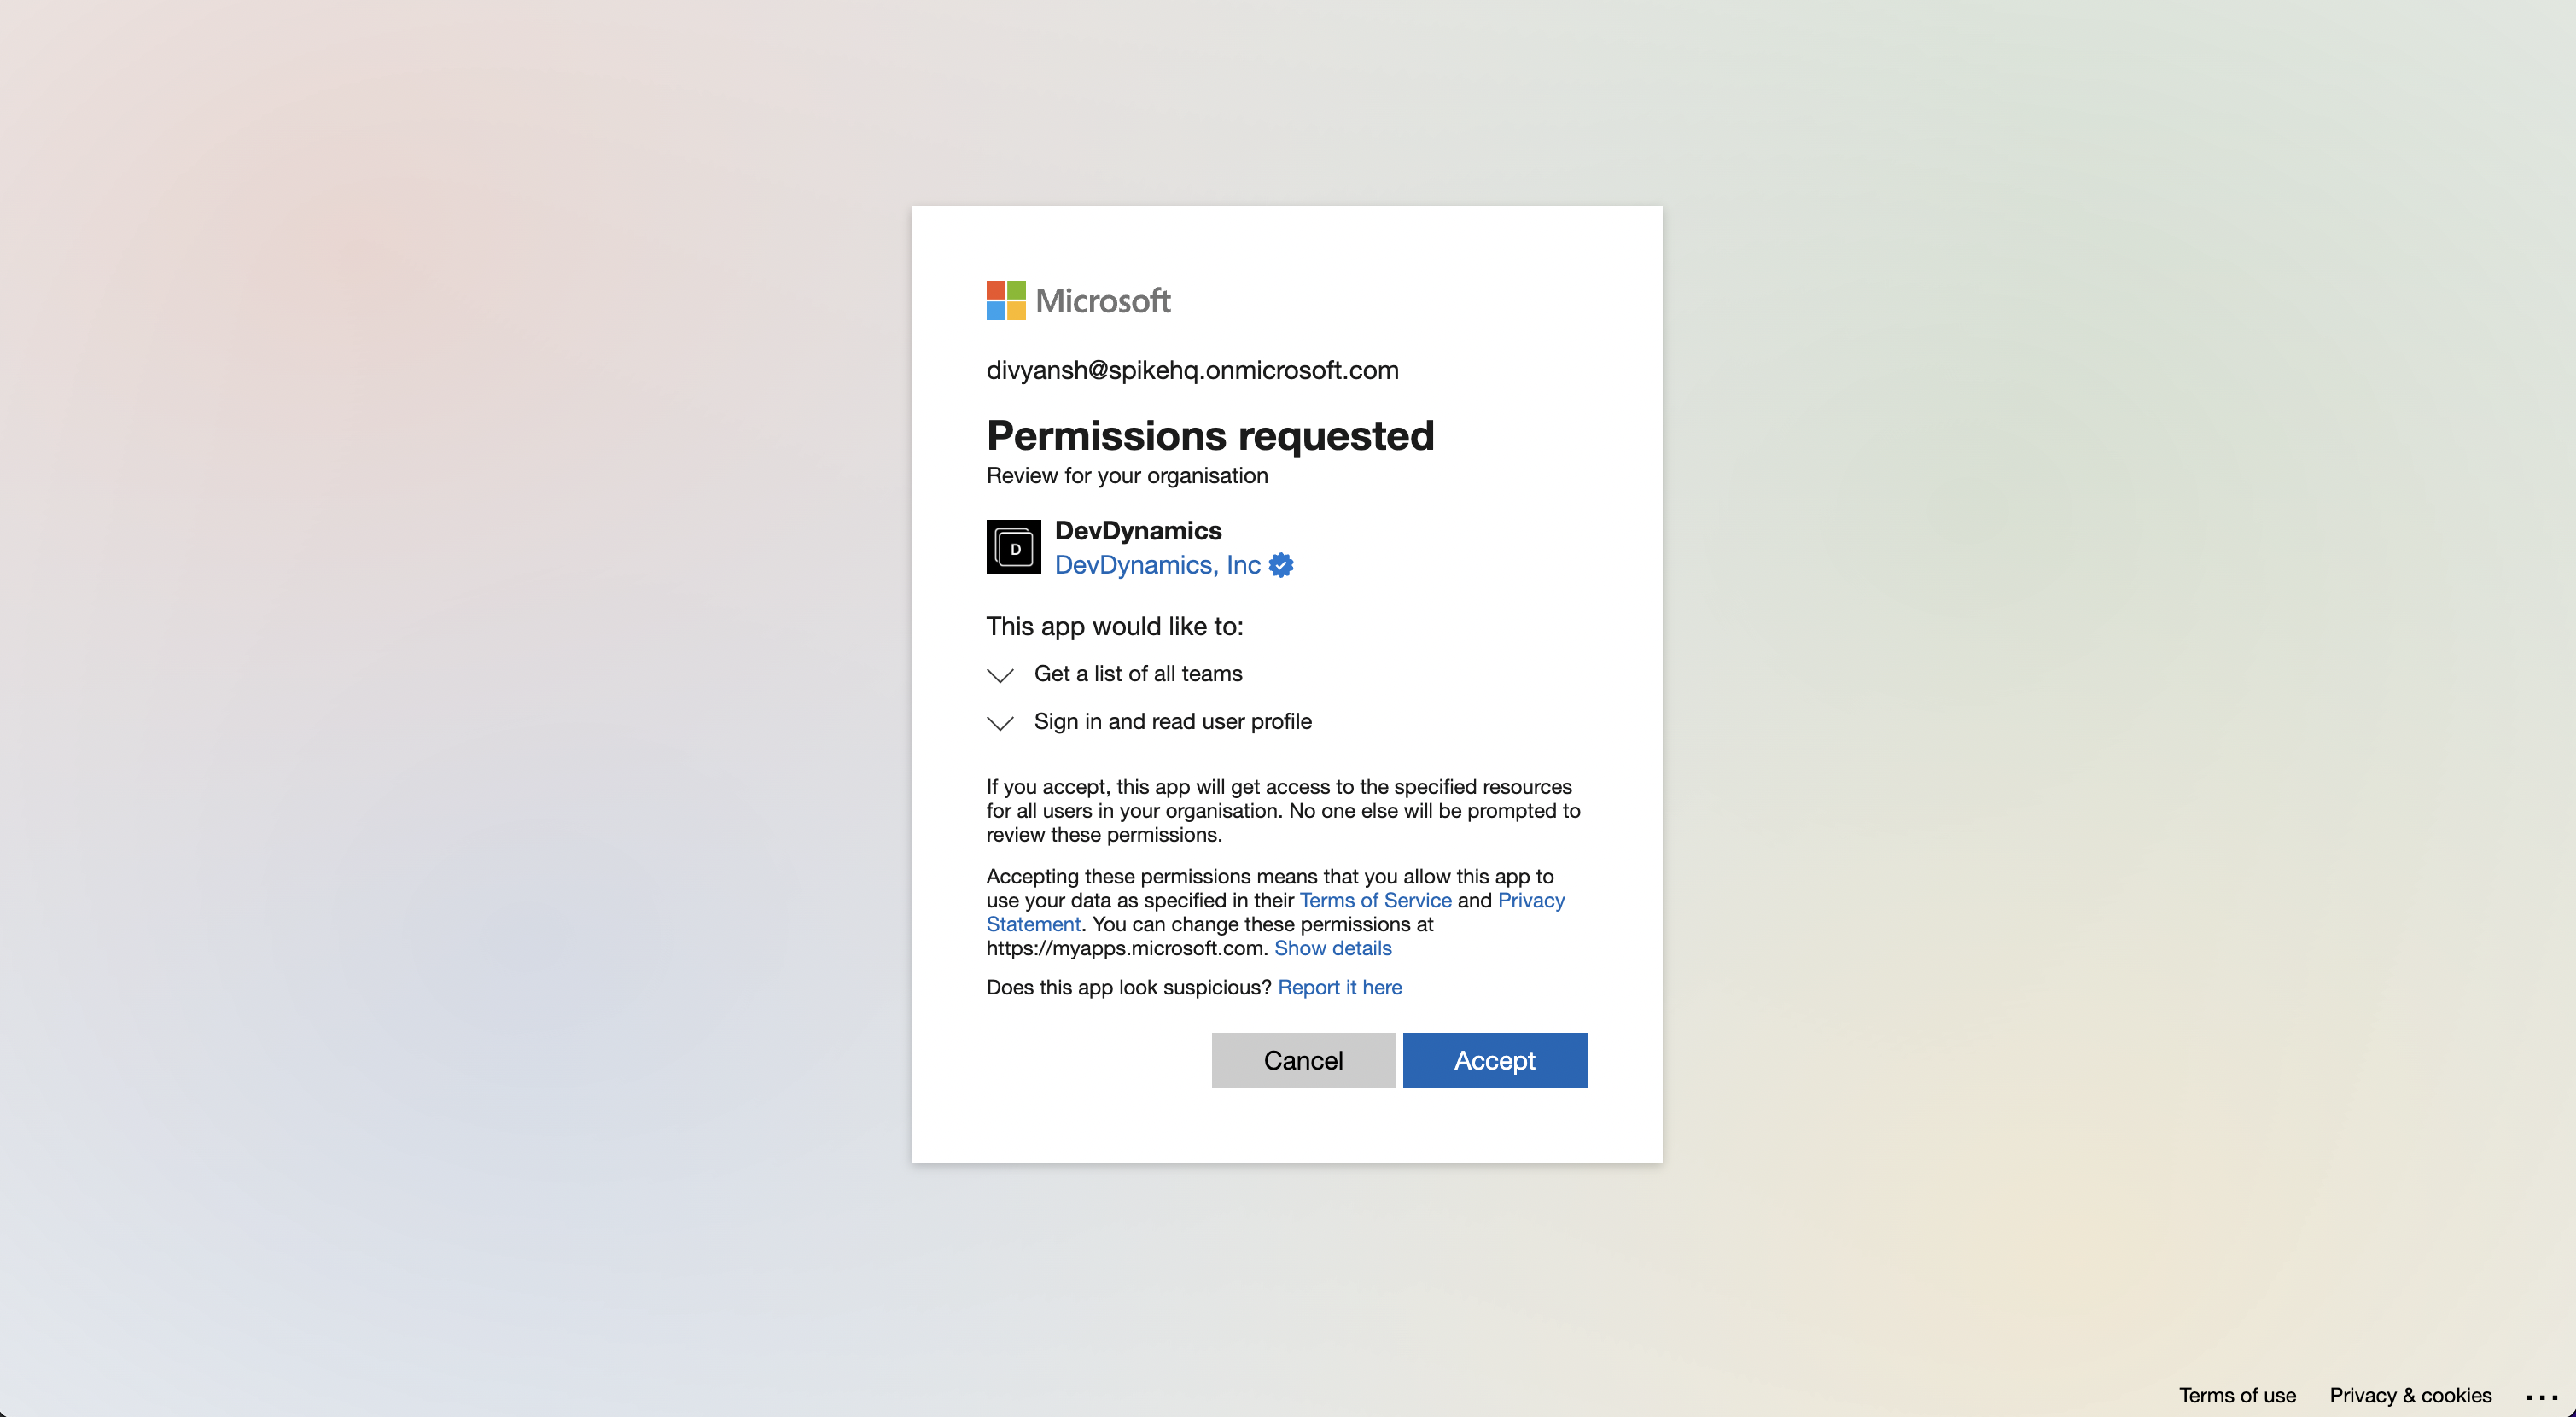 Microsoft
divyansh@spikehq.onmicrosoft.com
Permissions requested
Review for your organisation
D
DevDynamics
DevDynamics, Inc
This app would like to:
Get a list of all teams
Sign in and read user profile
If you accept, this app will get access to the specified resources
for all users in your organisation. No one else will be prompted to
review these permissions.
Accepting these permissions means that you allow this app to
use your data as specified in their Terms of Service and Privacy
Statement. You can change these permissions at
https://myapps.microsoft.com. Show details
Does this app look suspicious? Report it here
Cancel Accept
Terms of use Privacy & cookies ...